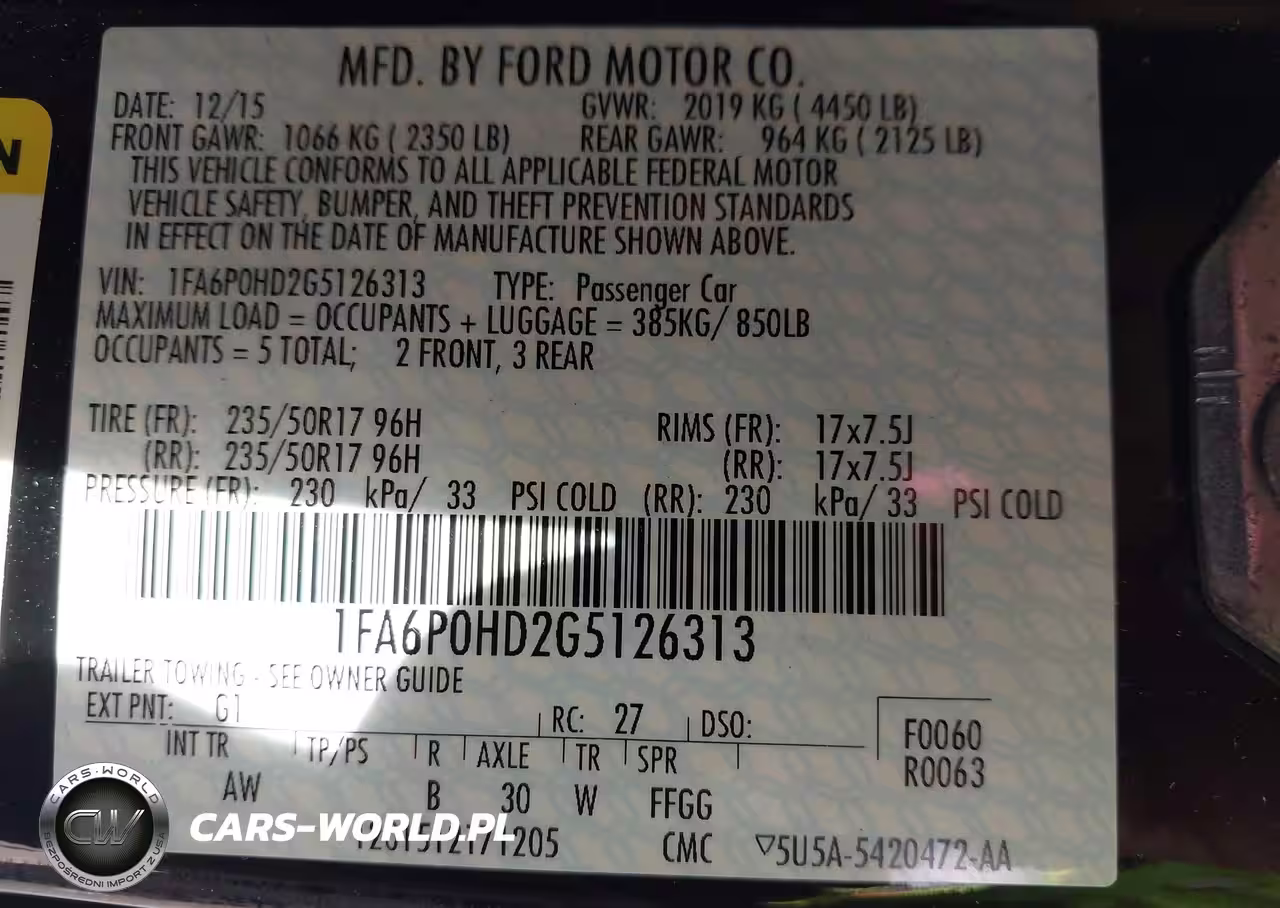 MFD. BY FORD MOTOR CO.
DATE: 12/15 GVWR: 2019 KG ( 4450 LB)
FRONT GAWR: 1066 KG ( 2350 LB) REAR GAWR: 964 KG ( 2125 LB)
THIS VEHICLE CONFORMS TO ALL APPLICABLE FEDERAL MOTOR
VEHICLE SAFETY, BUMPER, AND THEFT PREVENTION STANDARDS
IN EFFECT ON THE DATE OF MANUFACTURE SHOWN ABOVE.
VIN: 1FA6P0HD2G5126313 TYPE: Passenger Car
MAXIMUM LOAD = OCCUPANTS + LUGGAGE = 385KG/ 850LB
OCCUPANTS = 5 TOTAL; 2 FRONT, 3 REAR
TIRE (FR): 235/50R17 96H RIMS (FR): 17x7.5J
(RR): 235/50R17 96H (RR): 17x7.5J
PRESSURE (FR): 230 kPa/ 33 PSI COLD (RR): 230 kPa/ 33 PSI COLD
1FA6P0HD2G5126313
TRAILER TOWING - SEE OWNER GUIDE
EXT PNT: G1 RC: 27 DSO: F0060
INT TR TP/PS R AXLE TR SPR R0063
AW B 30 W FFGG
CMC ▽5U5A-5420472-AA
CARS-WORLD
CW
BEZPOSREDNI IMPORT Z USA
CARS-WORLD.PL
N